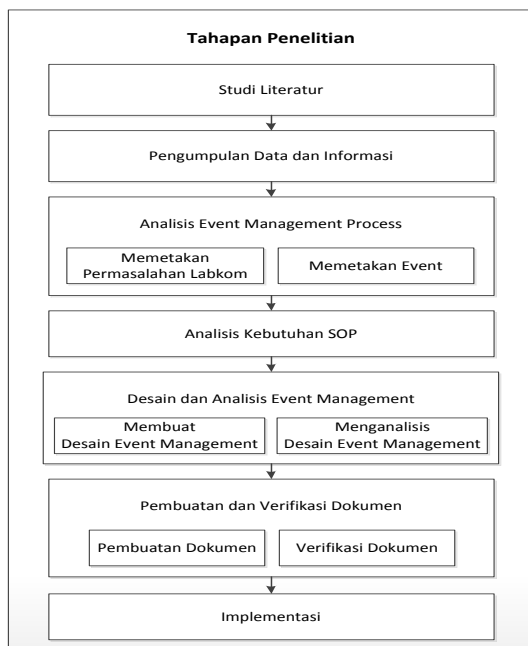 Tahapan Penelitian
Studi Literatur
Pengumpulan Data dan Informasi
Analisis Event Management Process
Memetakan
Permasalahan Labkom
Memetakan Event
Analisis Kebutuhan SOP
Desain dan Analisis Event Management
Membuat
Desain Event Management
Menganalisis
Desain Event Management
Pembuatan dan Verifikasi Dokumen
Pembuatan Dokumen
Verifikasi Dokumen
Implementasi